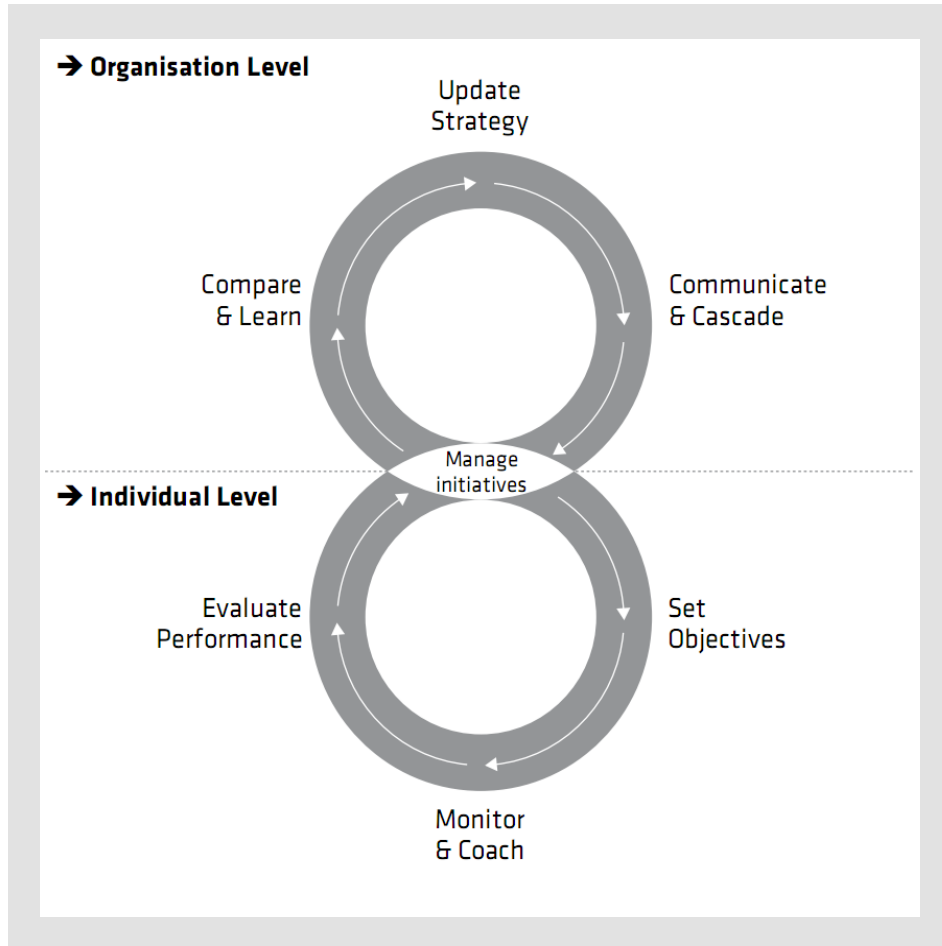 → Organisation Level
Update
Strategy
Compare
& Learn
Communicate
& Cascade
Manage
initiatives
→ Individual Level
Evaluate
Performance
Set
Objectives
Monitor
& Coach